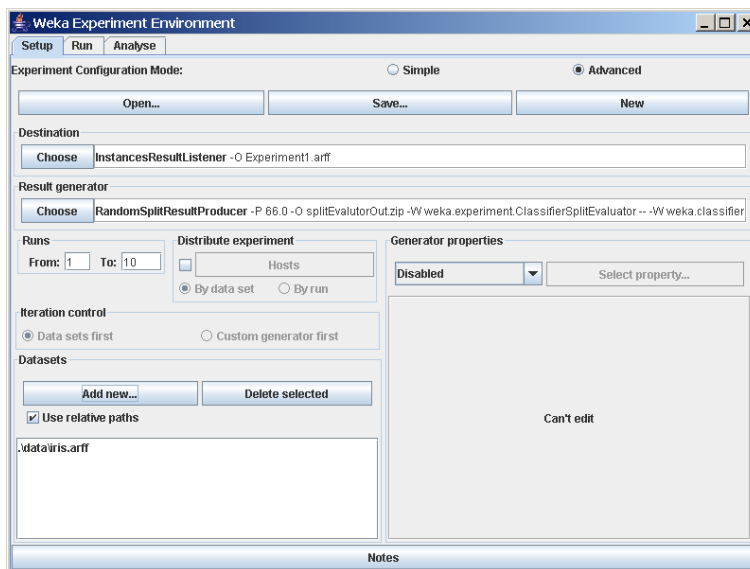 Weka Experiment Environment
Setup Run Analyse
Experiment Configuration Mode: Simple Advanced
Open... Save... New
Destination
Choose InstancesResultListener -O Experiment1.arff
Result generator
Choose RandomSplitResultProducer -P 66.0 -O splitEvalutorOut.zip -W weka.experiment.ClassifierSplitEvaluator -- -W weka.classifier
Runs
From: 1 To: 10
Distribute experiment
Hosts
By data set By run
Generator properties
Disabled Select property...
Iteration control
Data sets first Custom generator first
Datasets
Add new... Delete selected
Use relative paths
.\data\iris.arff
Can't edit
Notes